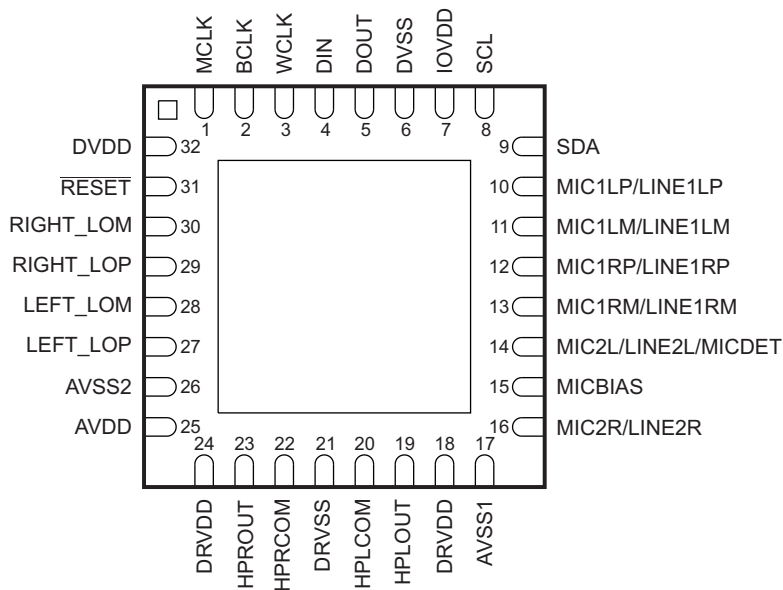 MCLK
BCLK
WCLK
DIN
DOUT
DVSS
IOVDD
SCL
1
2
3
4
5
6
7
8
DVDD
32
9
SDA
RESET
31
10
MIC1LP/LINE1LP
RIGHT_LOM
30
11
MIC1LM/LINE1LM
RIGHT_LOP
29
12
MIC1RP/LINE1RP
LEFT_LOM
28
13
MIC1RM/LINE1RM
LEFT_LOP
27
14
MIC2L/LINE2L/MICDET
AVSS2
26
15
MICBIAS
AVDD
25
16
MIC2R/LINE2R
24
23
22
21
20
19
18
17
DRVDD
HPROUT
HPRCOM
DRVSS
HPLCOM
HPLOUT
DRVDD
AVSS1